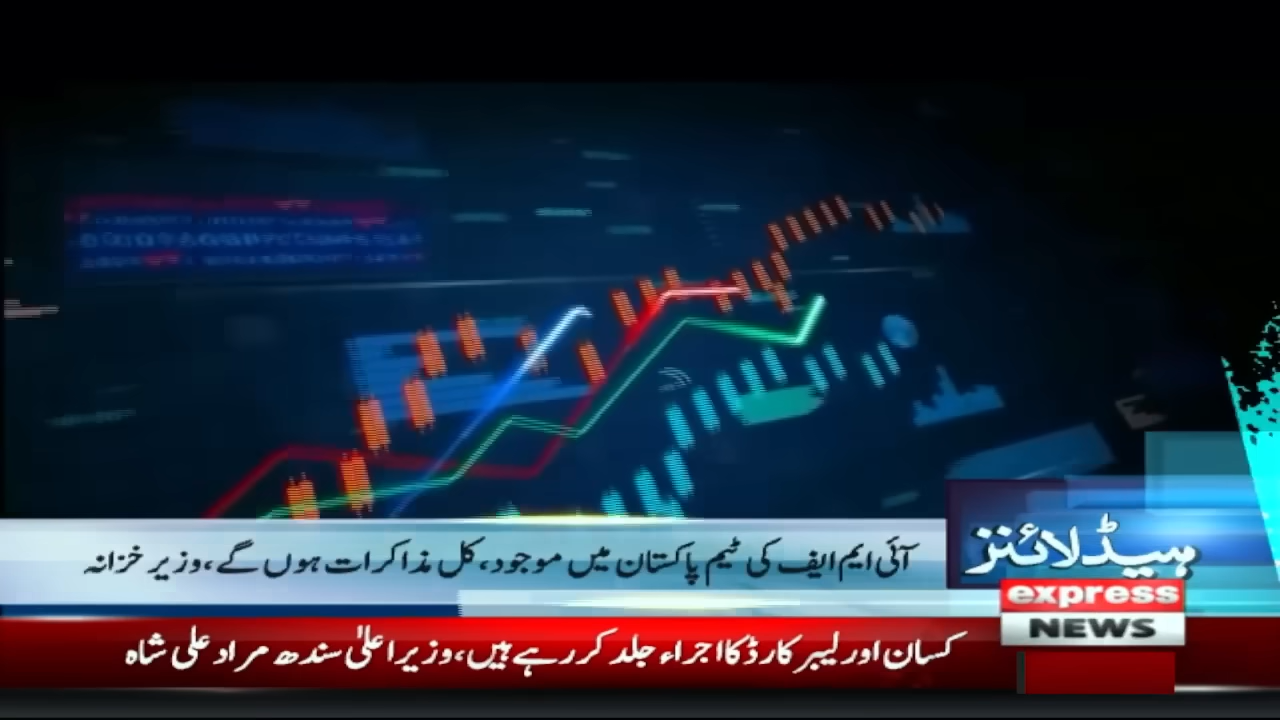 ہیڈلائنز
آئی ایم ایف کی ٹیم پاکستان میں موجود، کل مذاکرات ہوں گے، وزیر خزانہ
express
NEWS
کسان اور لیبر کارڈ کا اجراء جلد کر رہے ہیں، وزیر اعلیٰ سندھ مراد علی شاہ